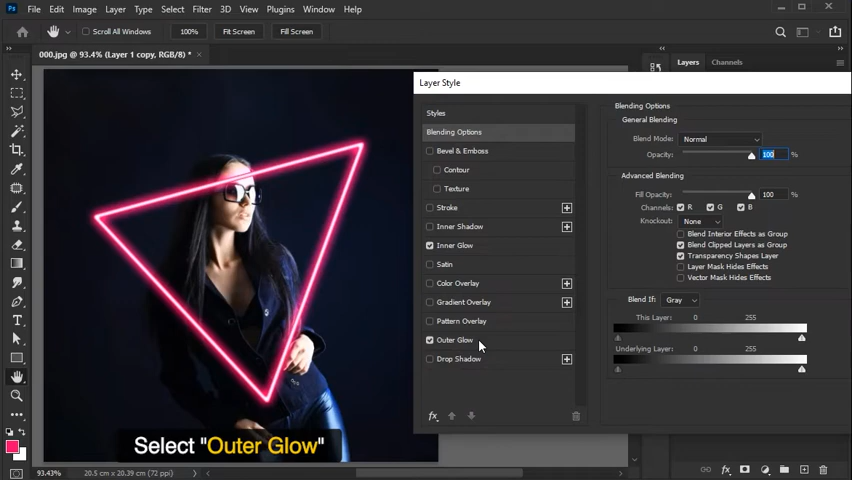 Ps File Edit Image Layer Type Select Filter 3D View Plugins Window Help
Scroll All Windows 100% Fit Screen Fill Screen
000.jpg @ 93.4% (Layer 1 copy, RGB/8) * ×
Layers Channels
Layer Style
Styles
Blending Options
Bevel & Emboss
Contour
Texture
Stroke
Inner Shadow
Inner Glow
Satin
Color Overlay
Gradient Overlay
Pattern Overlay
Outer Glow
Drop Shadow
fx
Blending Options
General Blending
Blend Mode: Normal
Opacity: 100 %
Advanced Blending
Fill Opacity: 100 %
Channels: R G B
Knockout: None
Blend Interior Effects as Group
Blend Clipped Layers as Group
Transparency Shapes Layer
Layer Mask Hides Effects
Vector Mask Hides Effects
Blend If: Gray
This Layer: 0 255
Underlying Layer: 0 255
T
Select "Outer Glow"
93.43% 20.5 cm x 20.39 cm (72 ppi)
fx